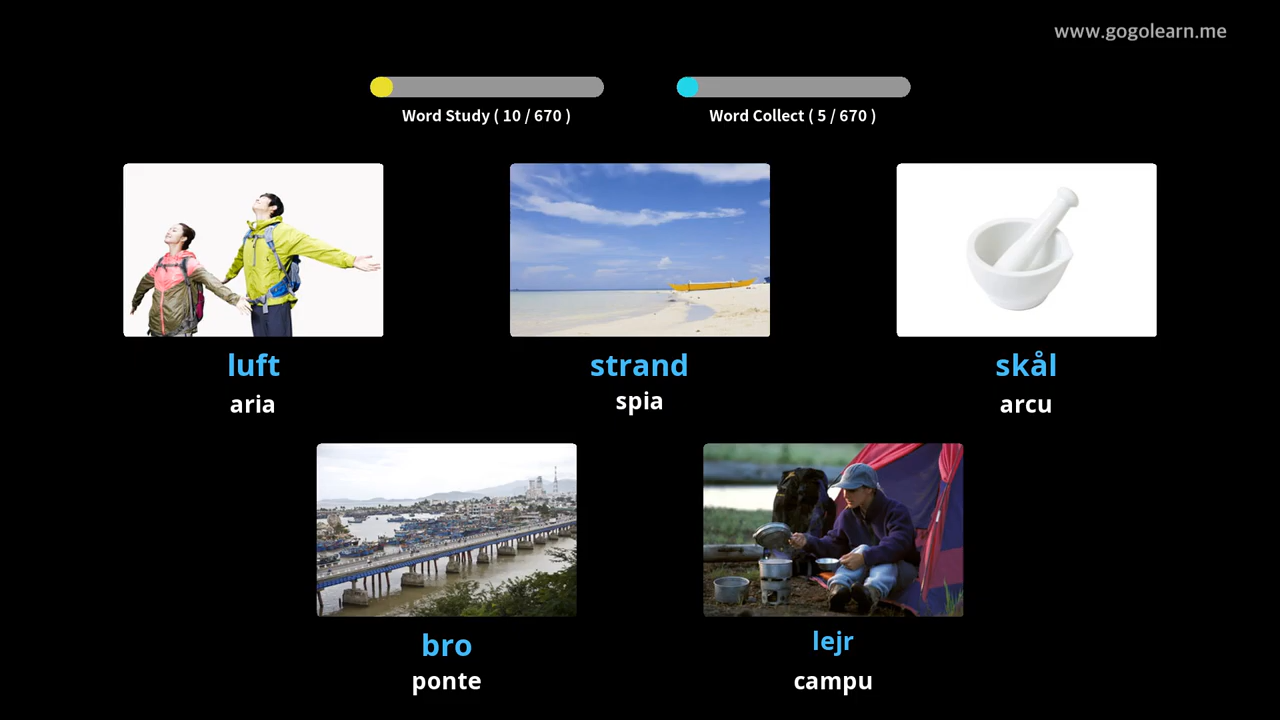 www.gogolearn.me
Word Study ( 10 / 670 )
Word Collect ( 5 / 670 )
luft
aria
strand
spia
skål
arcu
bro
ponte
lejr
campu